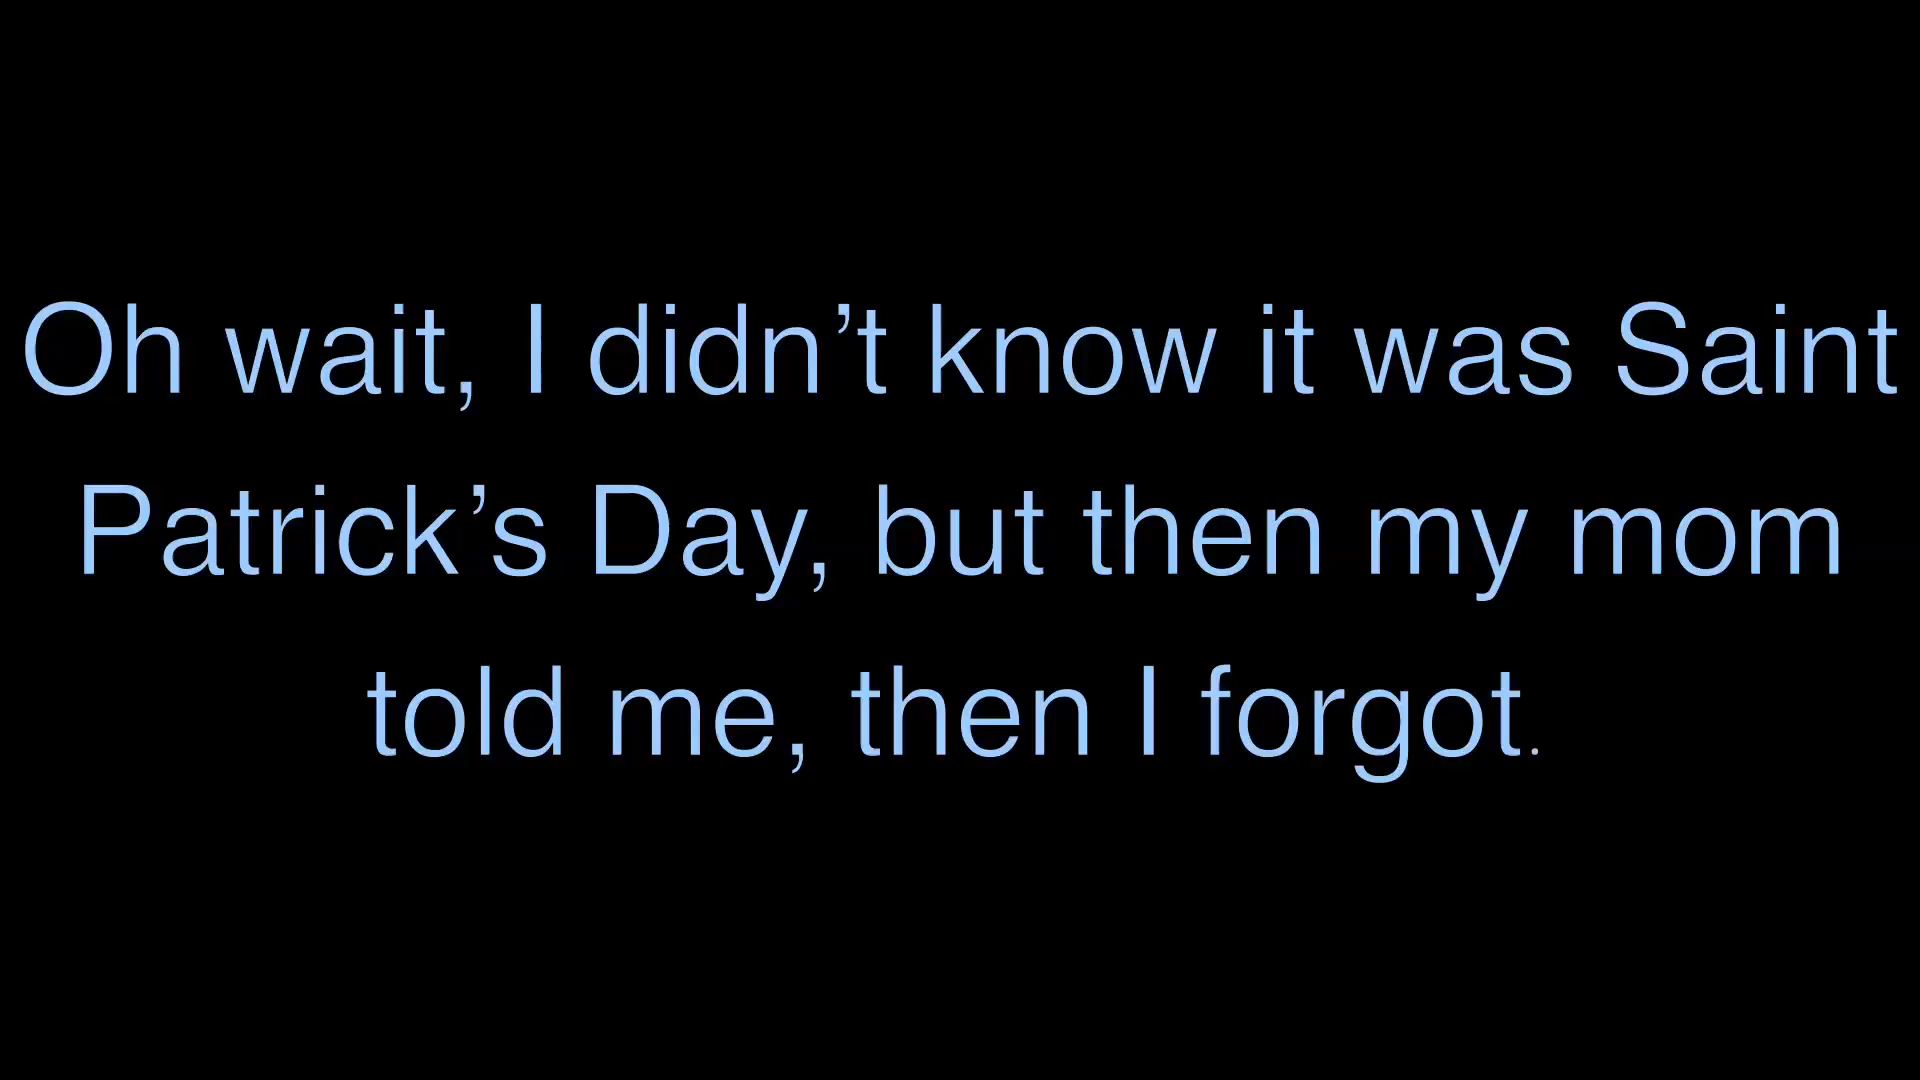 Oh wait, I didn’t know it was Saint
Patrick’s Day, but then my mom
told me, then I forgot.